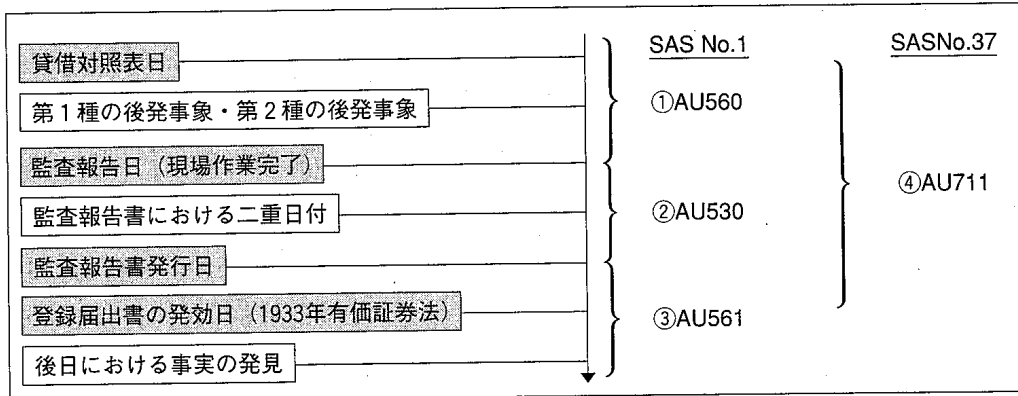 SAS No.1
SASNo.37
貸借対照表日
第1種の後発事象・第2種の後発事象
①AU560
監査報告日（現場作業完了）
④AU711
監査報告書における二重日付
②AU530
監査報告書発行日
登録届出書の発効日（1933年有価証券法）
③AU561
後日における事実の発見